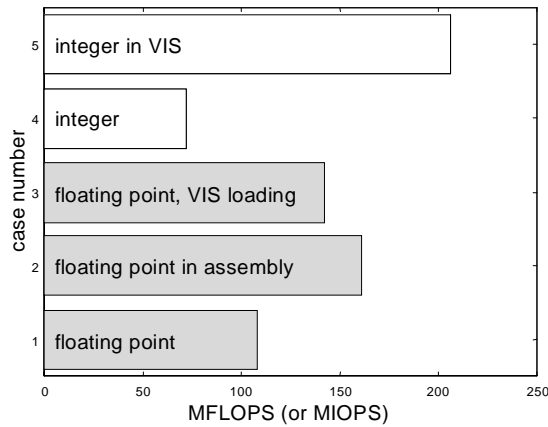 5
integer in VIS
4
integer
case number
3
floating point, VIS loading
2
floating point in assembly
1
floating point
0 50 100 150 200 250
MFLOPS (or MIOPS)